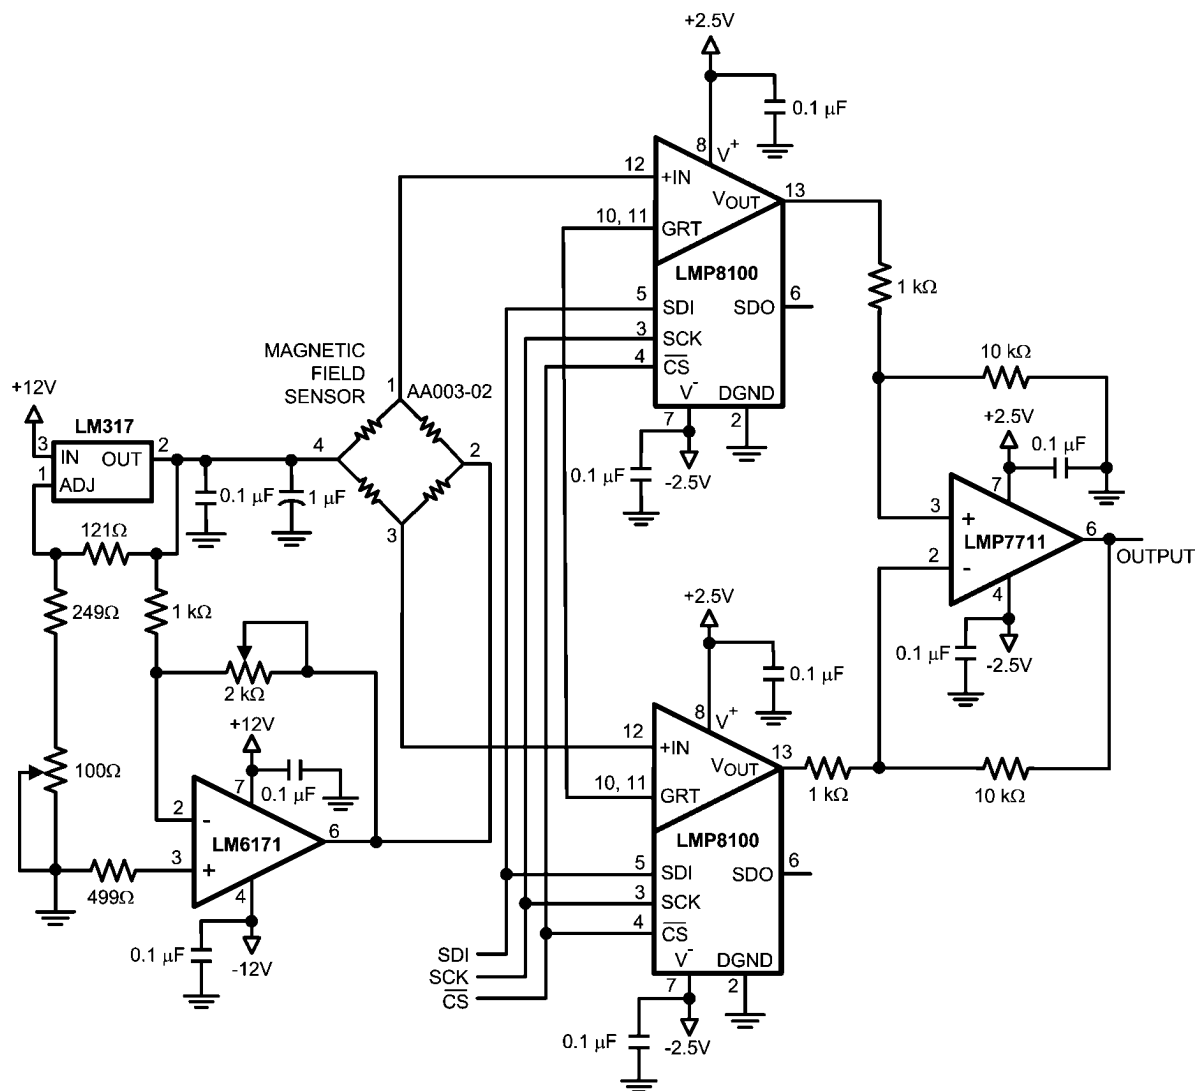 +2.5V
0.1 µF
8 V⁺
12 +IN
VOUT 13
10, 11 GRT
LMP8100
5 SDI
SDO 6
3 SCK
4 C̅S̅
V⁻ DGND
7 2
0.1 µF
-2.5V
1 kΩ
10 kΩ
MAGNETIC
FIELD
SENSOR
1 AA003-02
4
2
3
+12V
LM317
3 IN OUT 2
1 ADJ
0.1 µF
1 µF
121Ω
249Ω
1 kΩ
2 kΩ
100Ω
499Ω
+12V
7 0.1 µF
2 -
LM6171
6
3 +
4
0.1 µF
-12V
+2.5V
0.1 µF
7
3 +
LMP7711
6
OUTPUT
2 -
4
0.1 µF
-2.5V
+2.5V
0.1 µF
8 V⁺
12 +IN
VOUT 13
10, 11 GRT
1 kΩ
10 kΩ
LMP8100
5 SDI
SDO 6
3 SCK
4 C̅S̅
V⁻ DGND
7 2
SDI
SCK
C̅S̅
0.1 µF
-2.5V